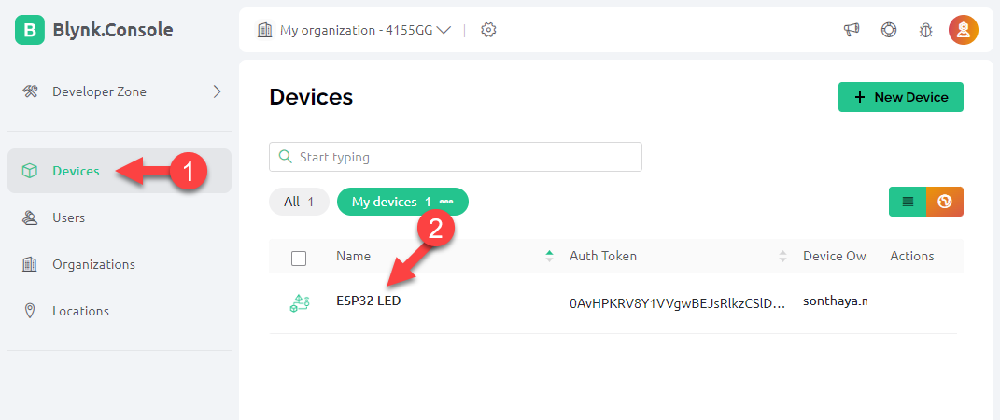 B Blynk.Console
My organization - 4155GG
Developer Zone
Devices
1
Users
Organizations
Locations
Devices
+ New Device
Start typing
All 1
My devices 1 •••
2
Name
Auth Token
Device Ow
Actions
ESP32 LED
0AvHPKRV8Y1VVgwBEJsRlkzCSlD...
sonthaya.n